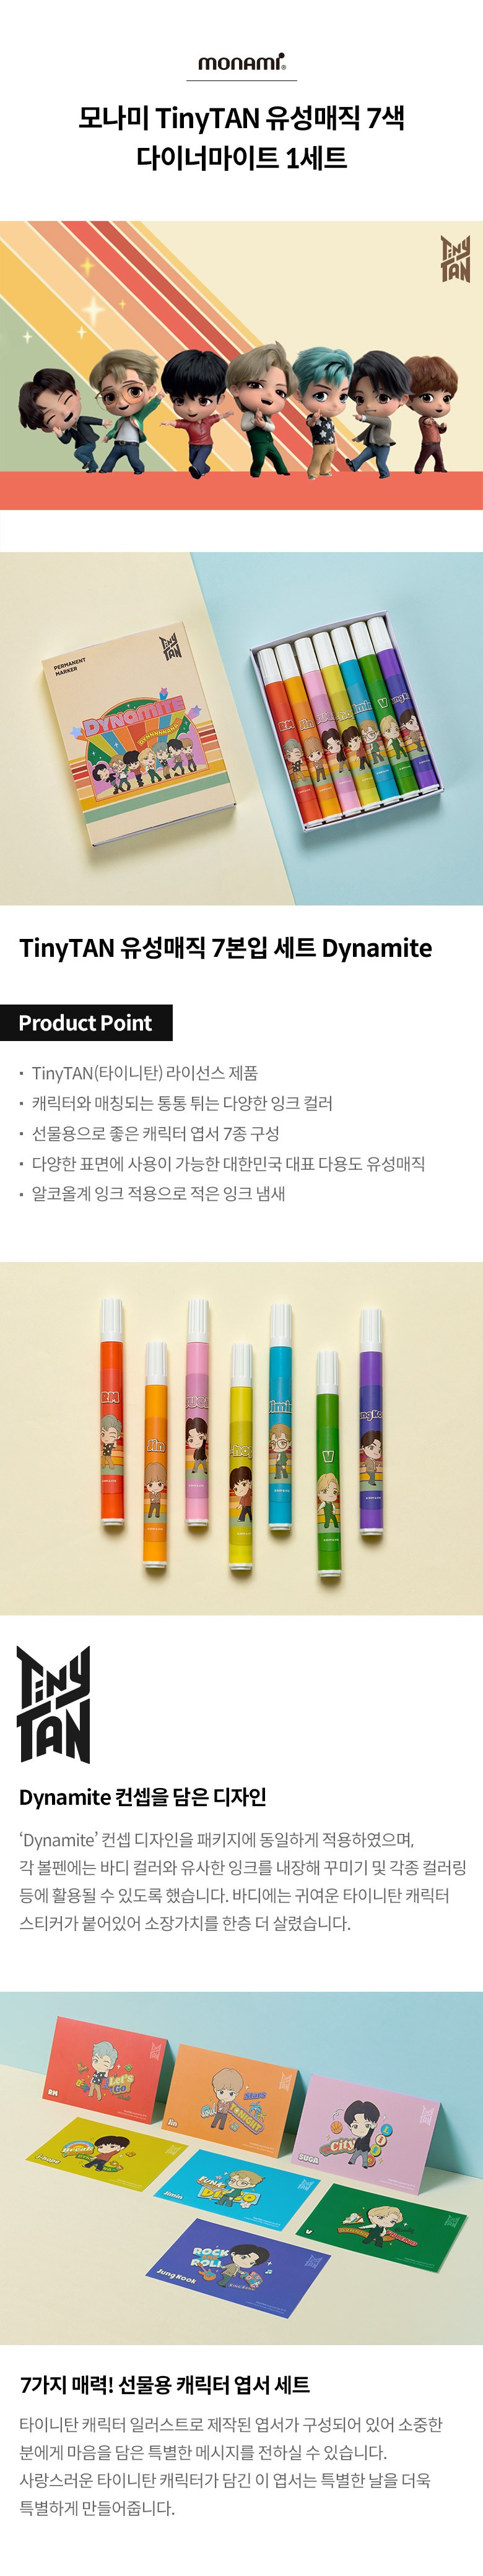 monami
모나미 TinyTAN 유성매직 7색
다이너마이트 1세트
TINY
TAN
PERMANENT
MARKER
TINY
TAN
DYNAMITE
RM
Jin
V
TinyTAN 유성매직 7본입 세트 Dynamite
Product Point
· TinyTAN(타이니탄) 라이선스 제품
· 캐릭터와 매칭되는 통통 튀는 다양한 잉크 컬러
· 선물용으로 좋은 캐릭터 엽서 7종 구성
· 다양한 표면에 사용이 가능한 대한민국 대표 다용도 유성매직
· 알코올계 잉크 적용으로 적은 잉크 냄새
RM
Jin
V
TINY
TAN
Dynamite 컨셉을 담은 디자인
‘Dynamite’ 컨셉 디자인을 패키지에 동일하게 적용하였으며,
각 볼펜에는 바디 컬러와 유사한 잉크를 내장해 꾸미기 및 각종 컬러링
등에 활용될 수 있도록 했습니다. 바디에는 귀여운 타이니탄 캐릭터
스티커가 붙어있어 소장가치를 한층 더 살렸습니다.
Let's
Go
RM
Stars
TONIGHT
Jin
City
SUGA
Jimin
V
ROCK
ROLL
Jung Kook
7가지 매력! 선물용 캐릭터 엽서 세트
타이니탄 캐릭터 일러스트로 제작된 엽서가 구성되어 있어 소중한
분에게 마음을 담은 특별한 메시지를 전하실 수 있습니다.
사랑스러운 타이니탄 캐릭터가 담긴 이 엽서는 특별한 날을 더욱
특별하게 만들어줍니다.